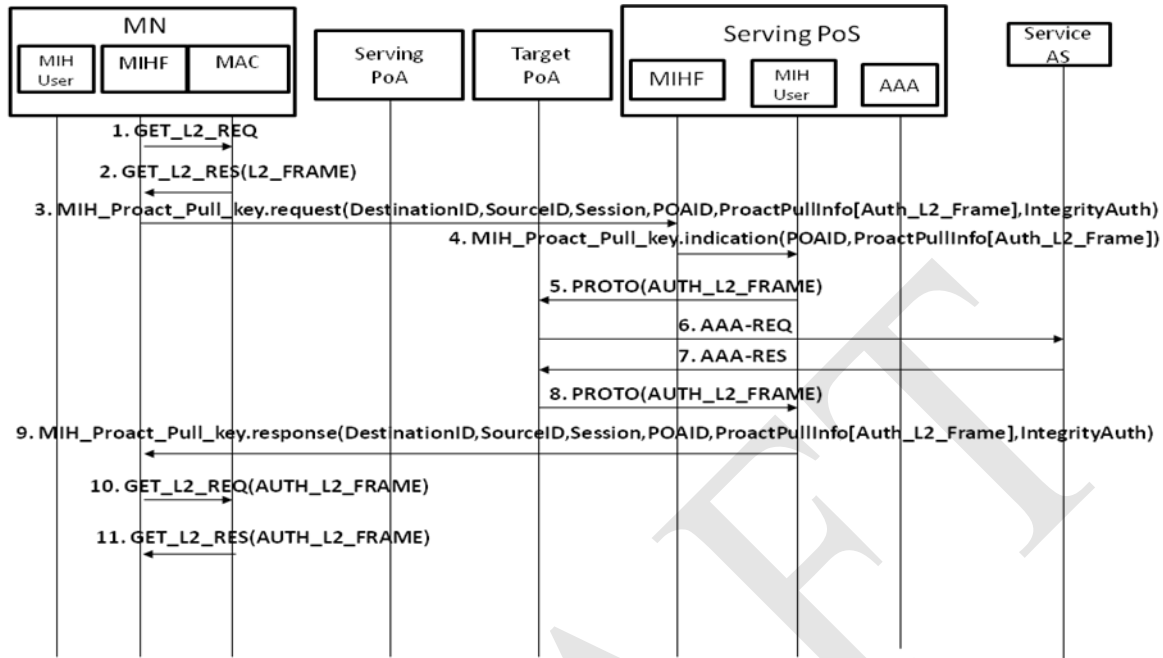 MN
MIH
User
MIHF
MAC
Serving
PoA
Target
PoA
Serving PoS
MIHF
MIH
User
AAA
Service
AS
1. GET_L2_REQ
2. GET_L2_RES(L2_FRAME)
3. MIH_Proact_Pull_key.request(DestinationID,SourceID,Session,POAID,ProactPullInfo[Auth_L2_Frame],IntegrityAuth)
4. MIH_Proact_Pull_key.indication(POAID,ProactPullInfo[Auth_L2_Frame])
5. PROTO(AUTH_L2_FRAME)
6. AAA-REQ
7. AAA-RES
8. PROTO(AUTH_L2_FRAME)
9. MIH_Proact_Pull_key.response(DestinationID,SourceID,Session,POAID,ProactPullInfo[Auth_L2_Frame],IntegrityAuth)
10. GET_L2_REQ(AUTH_L2_FRAME)
11. GET_L2_RES(AUTH_L2_FRAME)